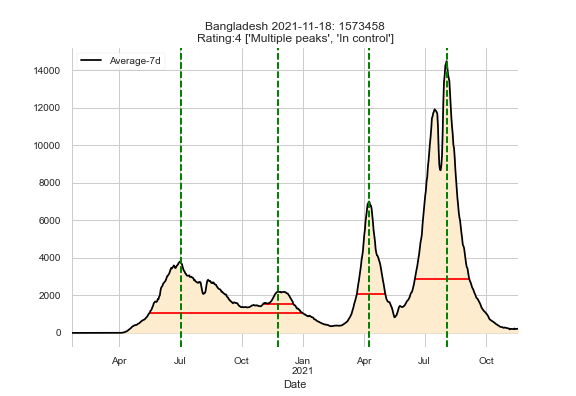 Bangladesh 2021-11-18: 1573458
Rating:4 ['Multiple peaks', 'In control']
Average-7d
14000
12000
10000
8000
6000
4000
2000
0
Apr Jul Oct Jan Apr Jul Oct
2021
Date